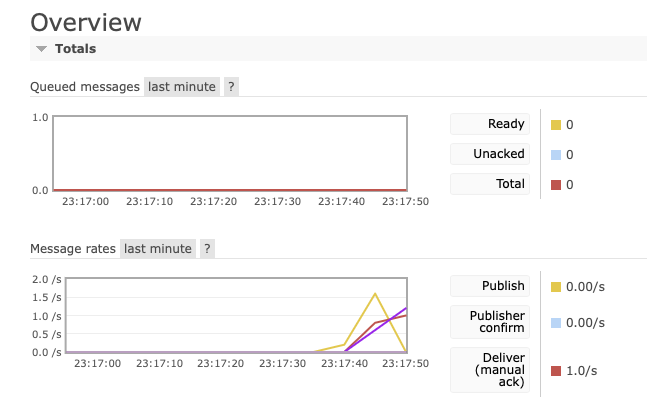 Overview
Totals
Queued messages last minute ?
1.0
0.0
23:17:00 23:17:10 23:17:20 23:17:30 23:17:40 23:17:50
Ready 0
Unacked 0
Total 0
Message rates last minute ?
2.0 /s
1.5 /s
1.0 /s
0.5 /s
0.0 /s
23:17:00 23:17:10 23:17:20 23:17:30 23:17:40 23:17:50
Publish 0.00/s
Publisher
confirm 0.00/s
Deliver
(manual 1.0/s
ack)